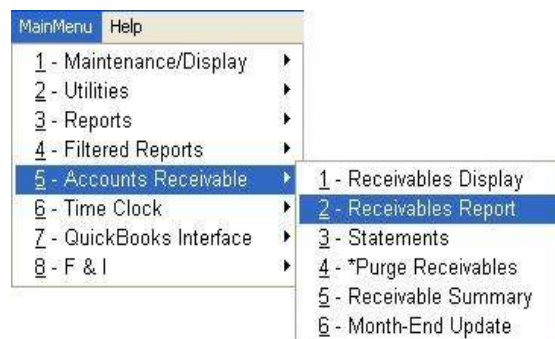 MainMenu Help
1 - Maintenance/Display
2 - Utilities
3 - Reports
4 - Filtered Reports
5 - Accounts Receivable
6 - Time Clock
7 - QuickBooks Interface
8 - F & I
1 - Receivables Display
2 - Receivables Report
3 - Statements
4 - *Purge Receivables
5 - Receivable Summary
6 - Month-End Update